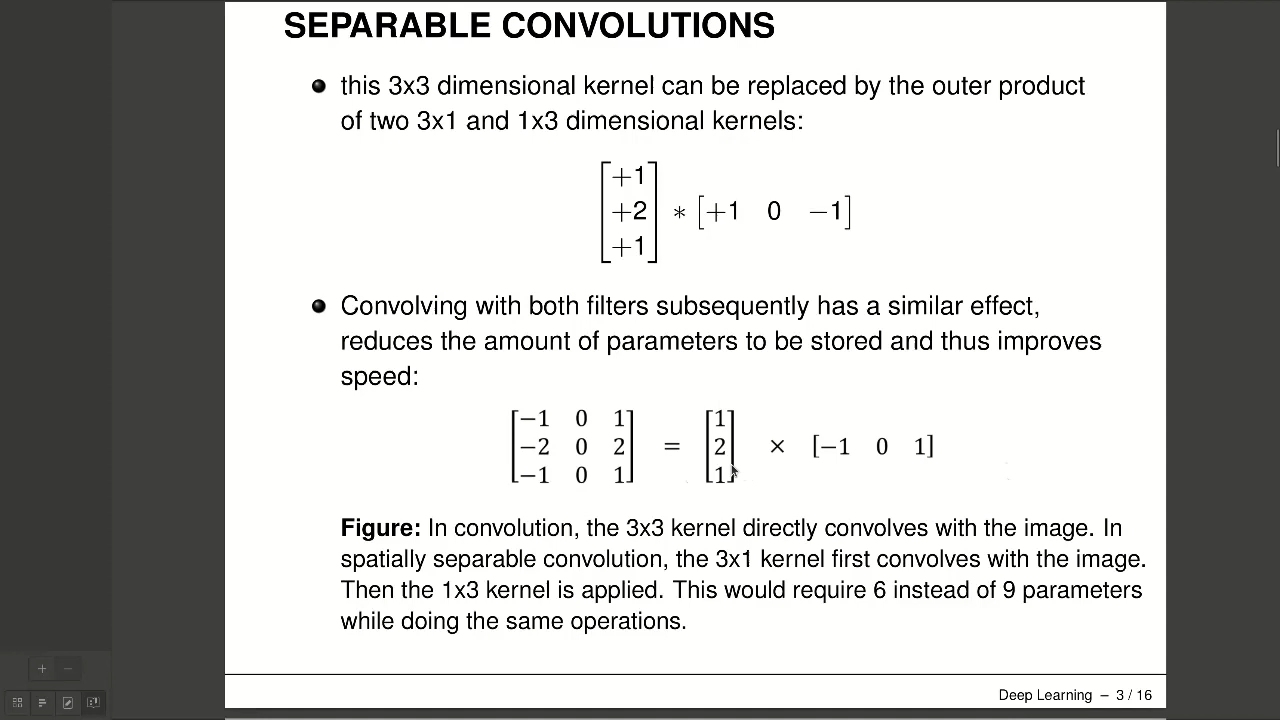 SEPARABLE CONVOLUTIONS
this 3x3 dimensional kernel can be replaced by the outer product
of two 3x1 and 1x3 dimensional kernels:
[+1
+2
+1] * [+1 0 −1]
Convolving with both filters subsequently has a similar effect,
reduces the amount of parameters to be stored and thus improves
speed:
[−1 0 1
−2 0 2
−1 0 1] = [1
2
1] × [−1 0 1]
Figure: In convolution, the 3x3 kernel directly convolves with the image. In
spatially separable convolution, the 3x1 kernel first convolves with the image.
Then the 1x3 kernel is applied. This would require 6 instead of 9 parameters
while doing the same operations.
Deep Learning – 3 / 16